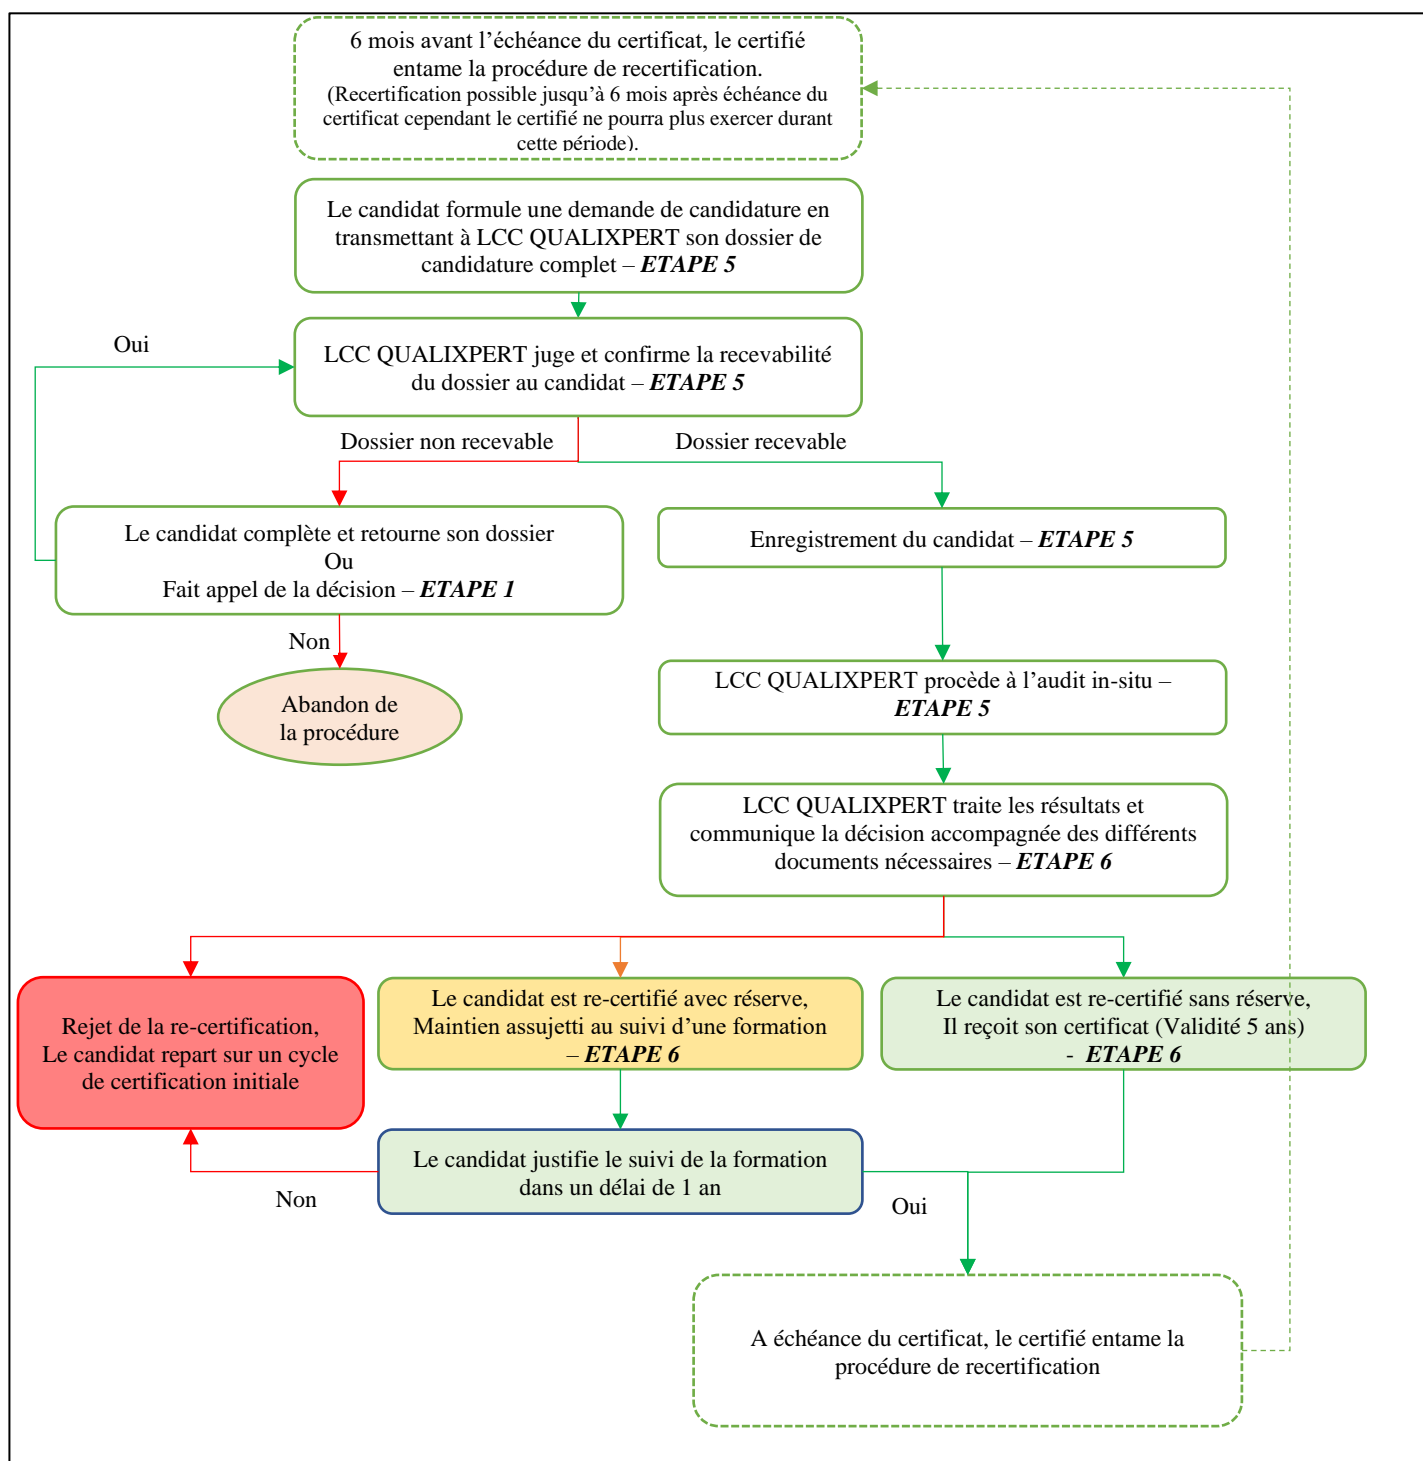 6 mois avant l’échéance du certificat, le certifié
entame la procédure de recertification.
(Recertification possible jusqu’à 6 mois après échéance du
certificat cependant le certifié ne pourra plus exercer durant
cette période).
Le candidat formule une demande de candidature en
transmettant à LCC QUALIXPERT son dossier de
candidature complet – ETAPE 5
Oui
LCC QUALIXPERT juge et confirme la recevabilité
du dossier au candidat – ETAPE 5
Dossier non recevable
Dossier recevable
Le candidat complète et retourne son dossier
Ou
Fait appel de la décision – ETAPE 1
Enregistrement du candidat – ETAPE 5
Non
Abandon de
la procédure
LCC QUALIXPERT procède à l’audit in-situ –
ETAPE 5
LCC QUALIXPERT traite les résultats et
communique la décision accompagnée des différents
documents nécessaires – ETAPE 6
Rejet de la re-certification,
Le candidat repart sur un cycle
de certification initiale
Le candidat est re-certifié avec réserve,
Maintien assujetti au suivi d’une formation
– ETAPE 6
Le candidat est re-certifié sans réserve,
Il reçoit son certificat (Validité 5 ans)
- ETAPE 6
Le candidat justifie le suivi de la formation
dans un délai de 1 an
Non
Oui
A échéance du certificat, le certifié entame la
procédure de recertification